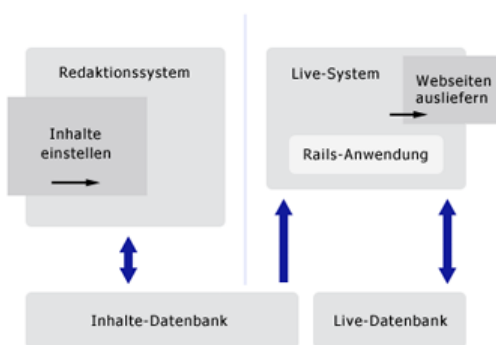 Redaktionssystem
Inhalte
einstellen
Live-System
Webseiten
ausliefern
Rails-Anwendung
Inhalte-Datenbank
Live-Datenbank